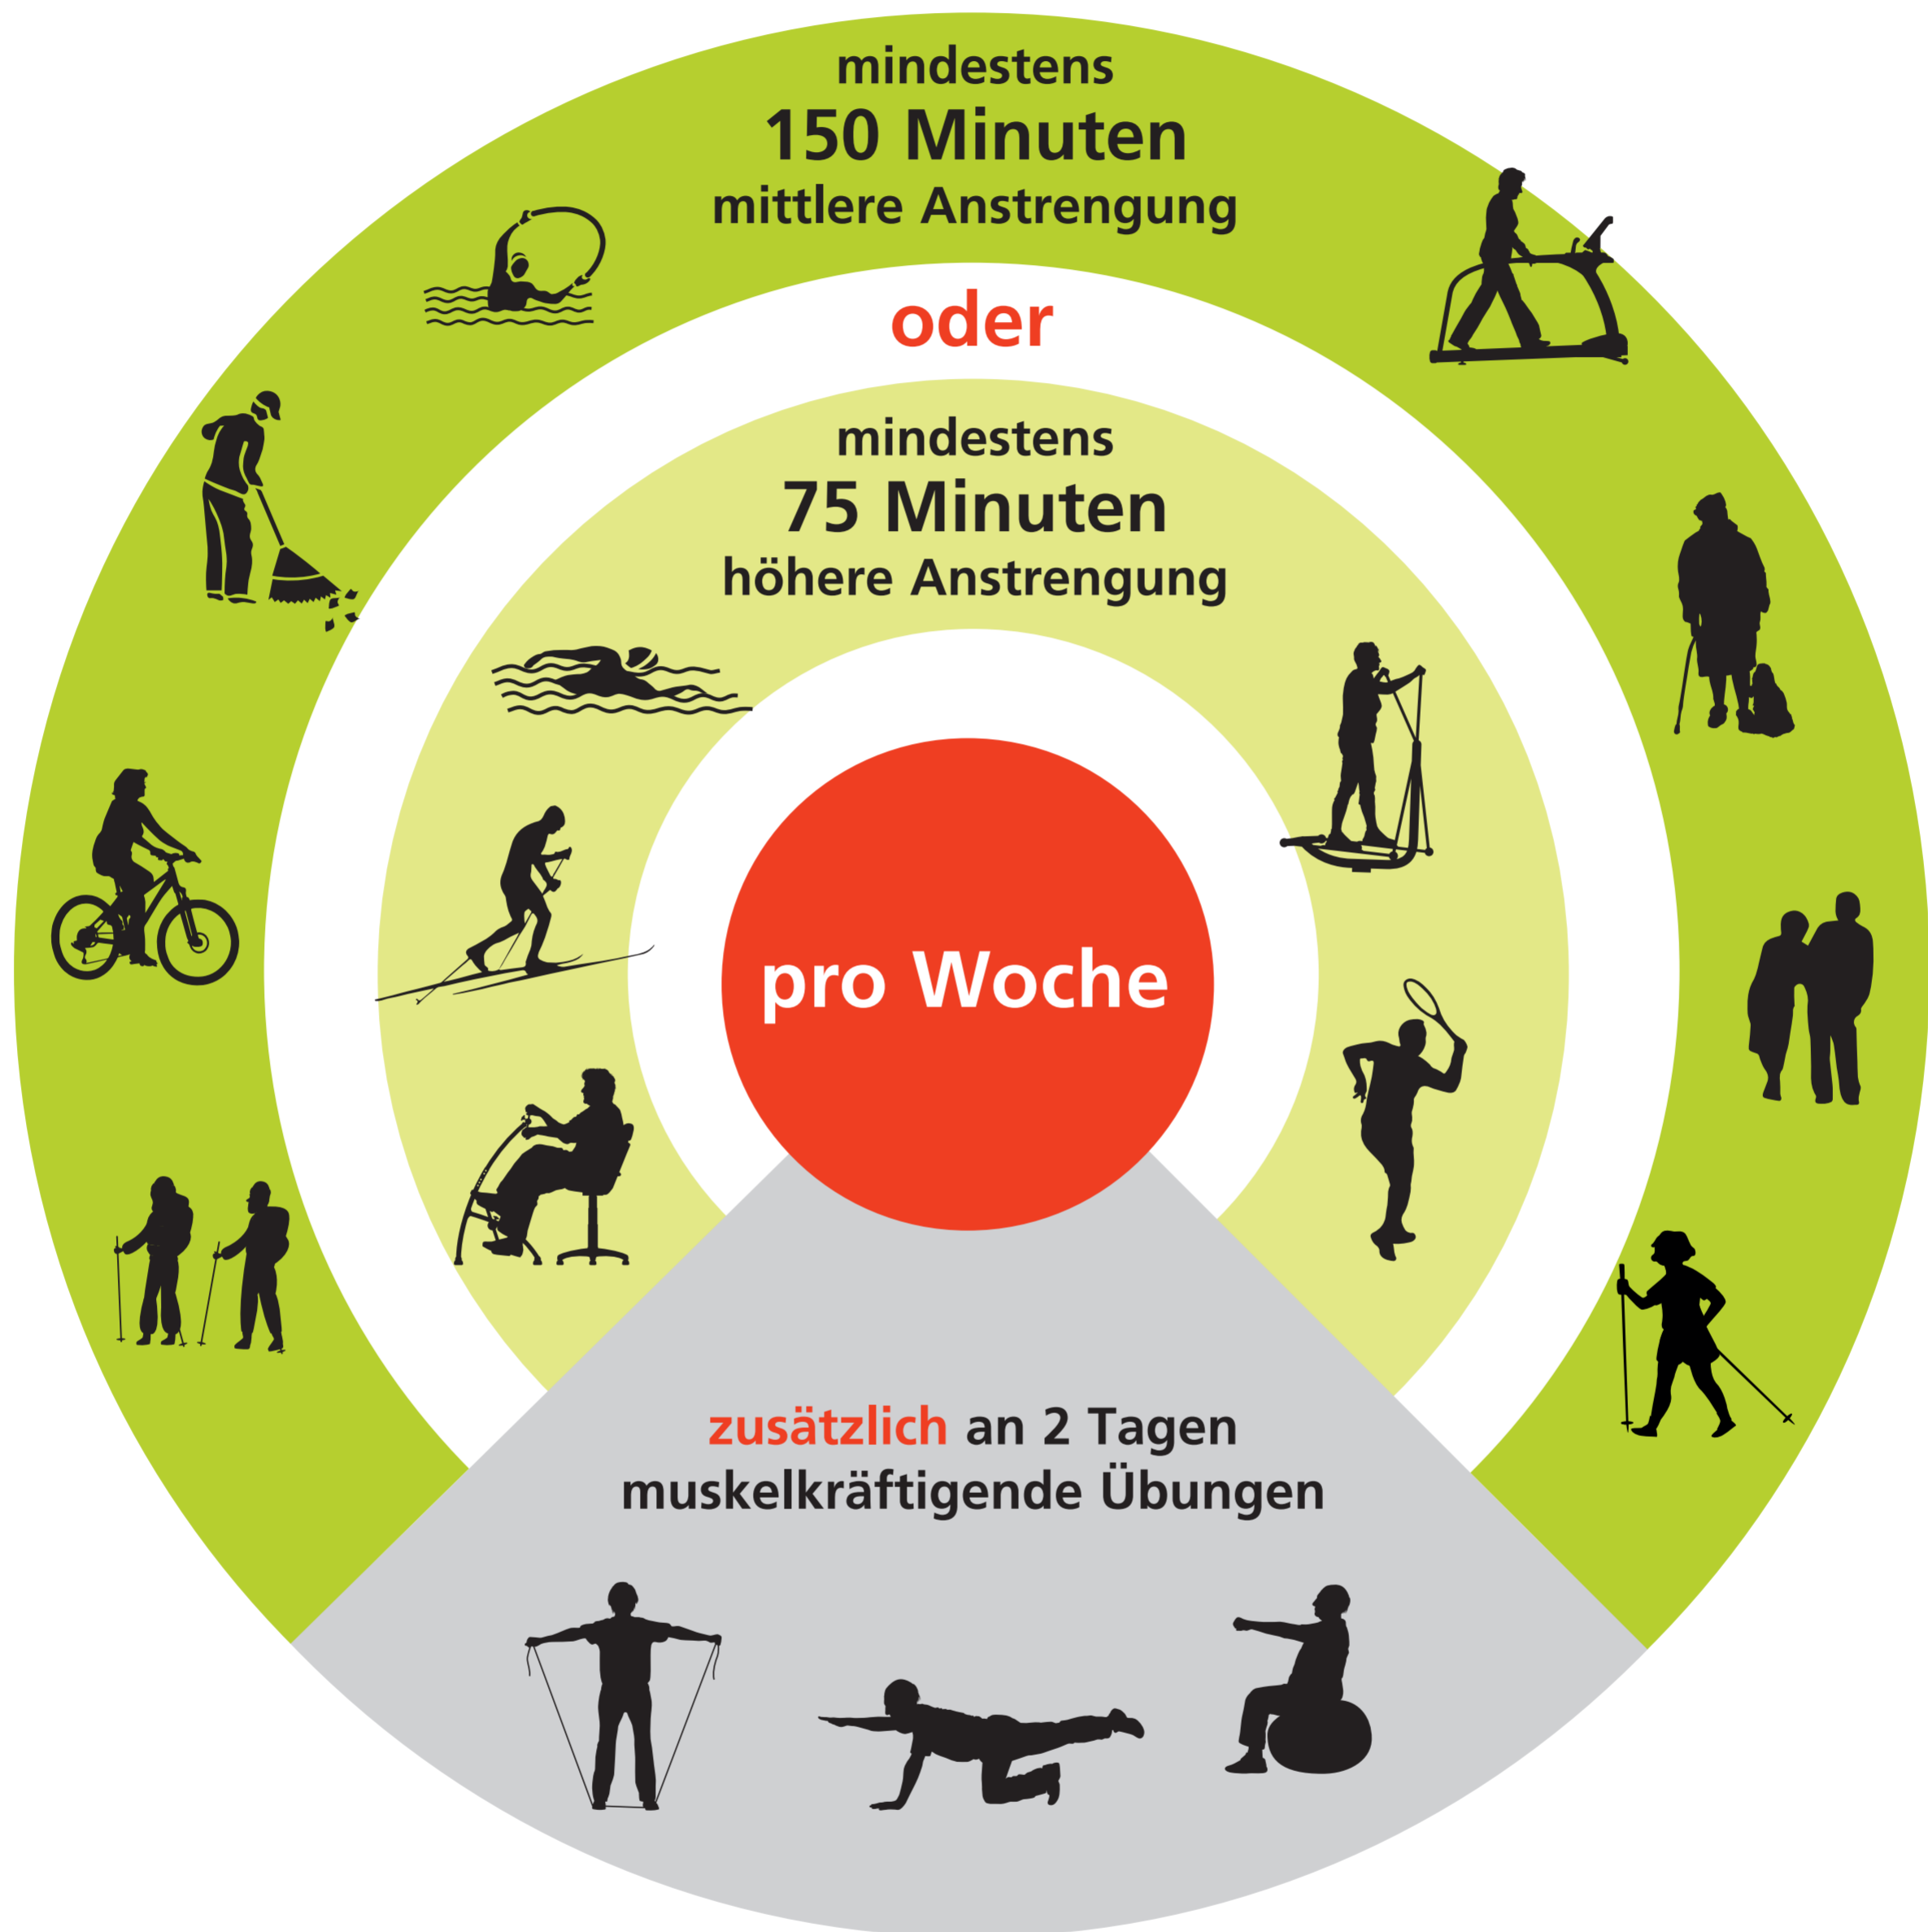 mindestens
150 Minuten
mittlere Anstrengung
oder
mindestens
75 Minuten
höhere Anstrengung
pro Woche
zusätzlich an 2 Tagen
muskelkräftigende Übungen